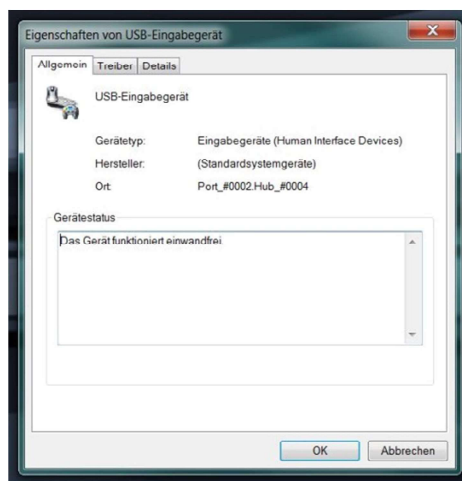 Eigenschaften von USB-Eingabegerät
Allgemein Treiber Details
USB-Eingabegerät
Gerätetyp: Eingabegeräte (Human Interface Devices)
Hersteller: (Standardsystemgeräte)
Ort: Port_#0002.Hub_#0004
Gerätestatus
Das Gerät funktioniert einwandfrei.
OK Abbrechen